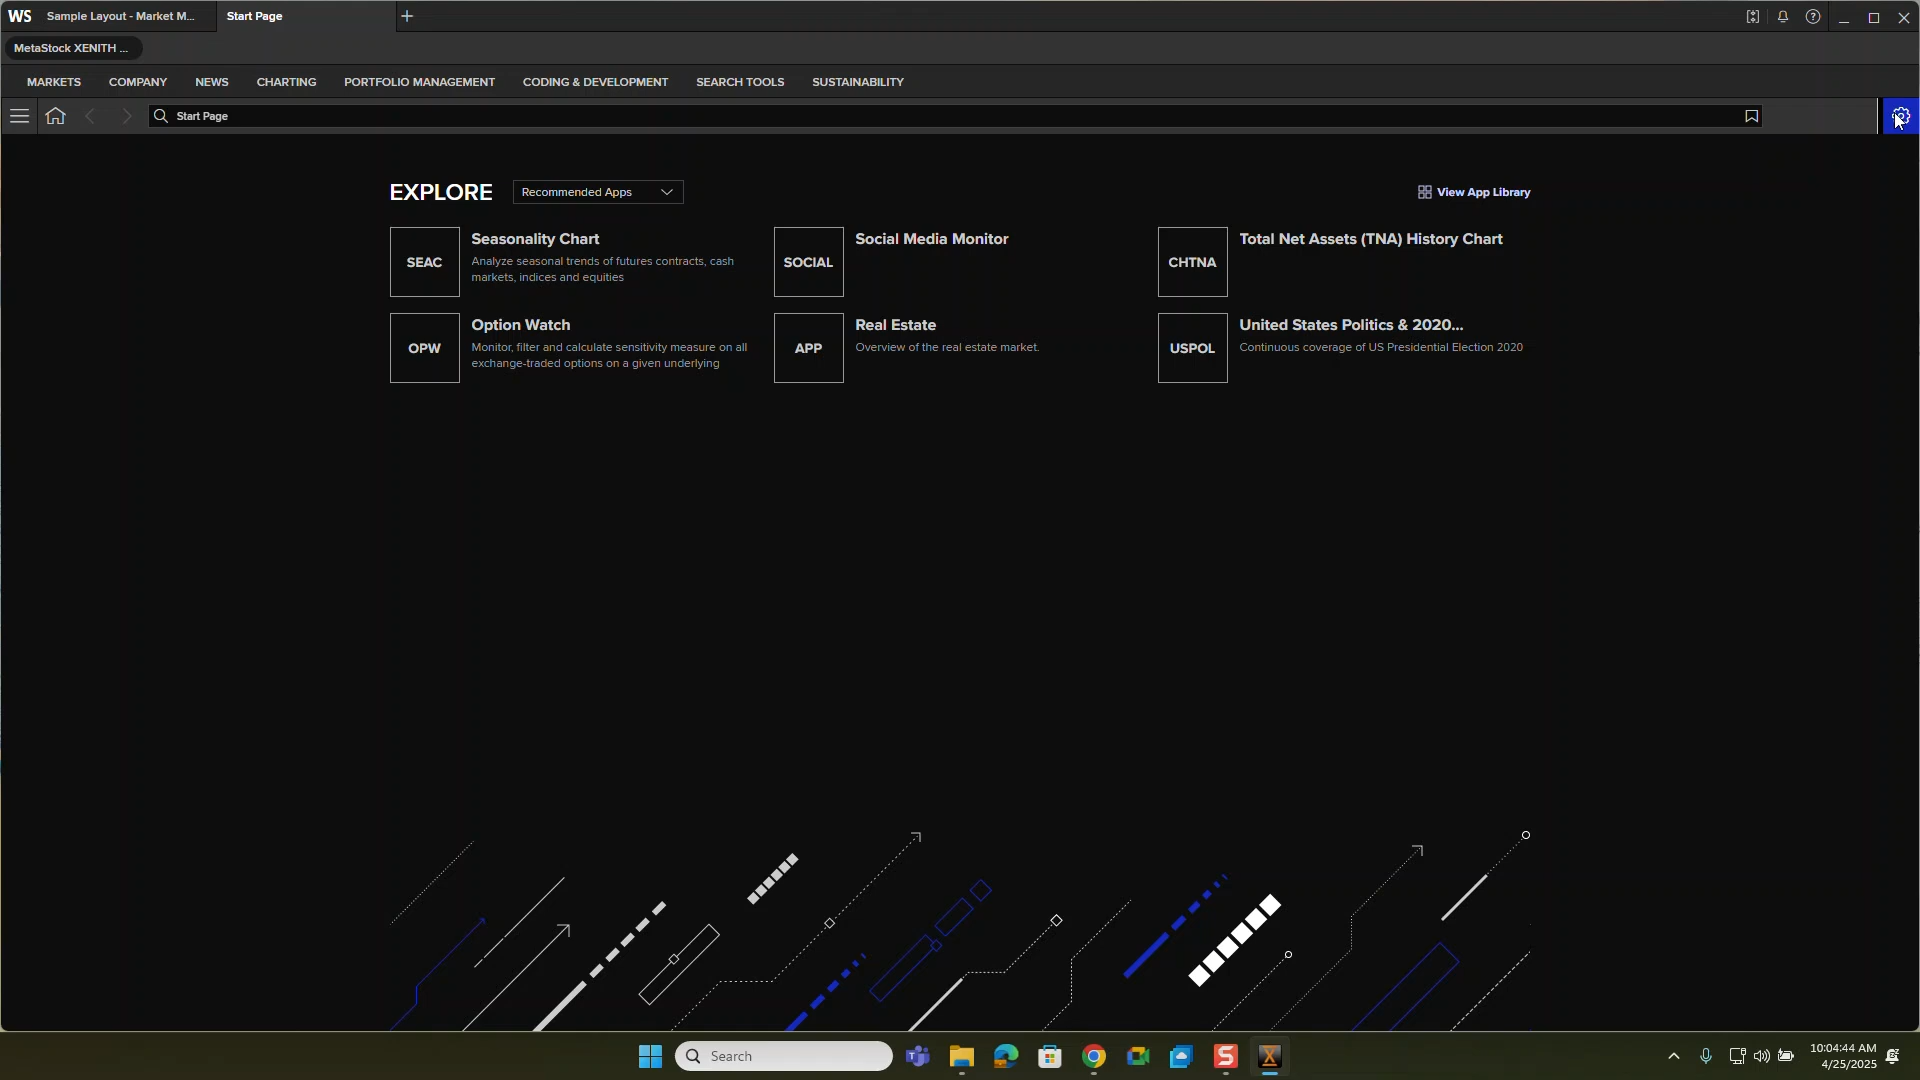 WS Sample Layout - Market M... Start Page
MetaStock XENITH ...
MARKETS COMPANY NEWS CHARTING PORTFOLIO MANAGEMENT CODING & DEVELOPMENT SEARCH TOOLS SUSTAINABILITY
Start Page
EXPLORE Recommended Apps View App Library
SEAC
Seasonality Chart
Analyze seasonal trends of futures contracts, cash
markets, indices and equities
SOCIAL
Social Media Monitor
CHTNA
Total Net Assets (TNA) History Chart
OPW
Option Watch
Monitor, filter and calculate sensitivity measure on all
exchange-traded options on a given underlying
APP
Real Estate
Overview of the real estate market.
USPOL
United States Politics & 2020...
Continuous coverage of US Presidential Election 2020
Search
10:04:44 AM
4/25/2025